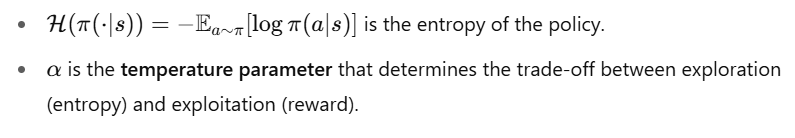 • $\mathcal{H}(\pi(\cdot|s)) = -\mathbb{E}_{a\sim\pi}[\log \pi(a|s)]$ is the entropy of the policy.
• $\alpha$ is the temperature parameter that determines the trade-off between exploration
(entropy) and exploitation (reward).